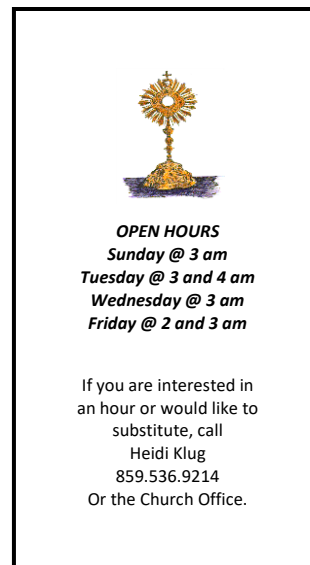 OPEN HOURS
Sunday @ 3 am
Tuesday @ 3 and 4 am
Wednesday @ 3 am
Friday @ 2 and 3 am
If you are interested in
an hour or would like to
substitute, call
Heidi Klug
859.536.9214
Or the Church Office.